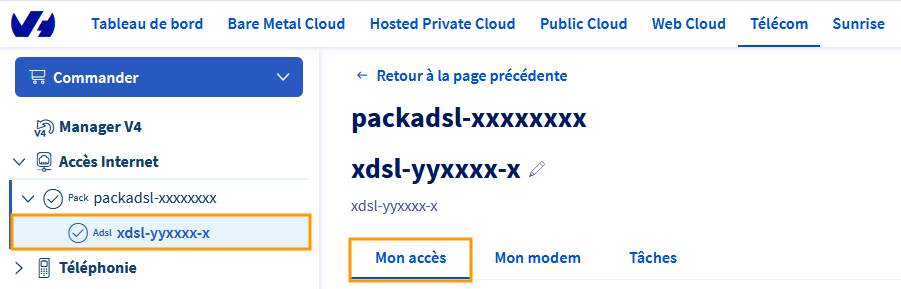 Tableau de bord Bare Metal Cloud Hosted Private Cloud Public Cloud Web Cloud Télécom Sunrise
Commander
Manager V4
Accès Internet
Pack packadsl-xxxxxxxx
Adsl xdsl-yyxxxx-x
Téléphonie
← Retour à la page précédente
packadsl-xxxxxxxx
xdsl-yyxxxx-x
xdsl-yyxxxx-x
Mon accès Mon modem Tâches